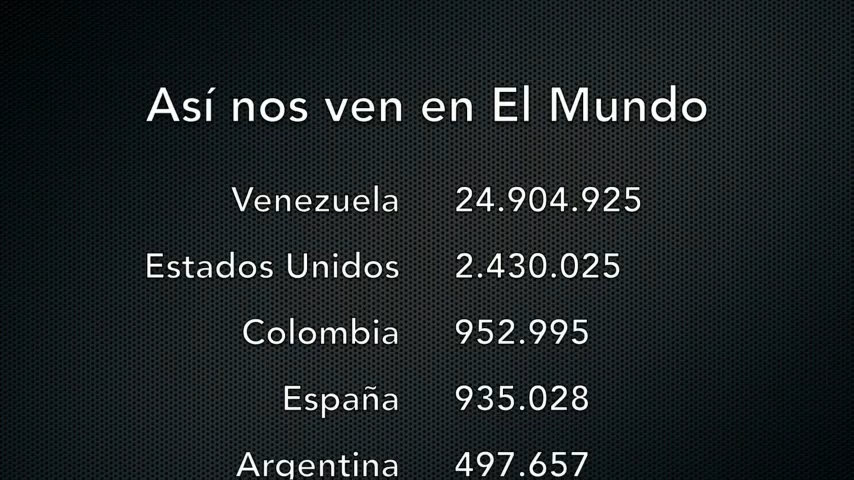 Así nos ven en El Mundo
Venezuela 24.904.925
Estados Unidos 2.430.025
Colombia 952.995
España 935.028
Argentina 497.657